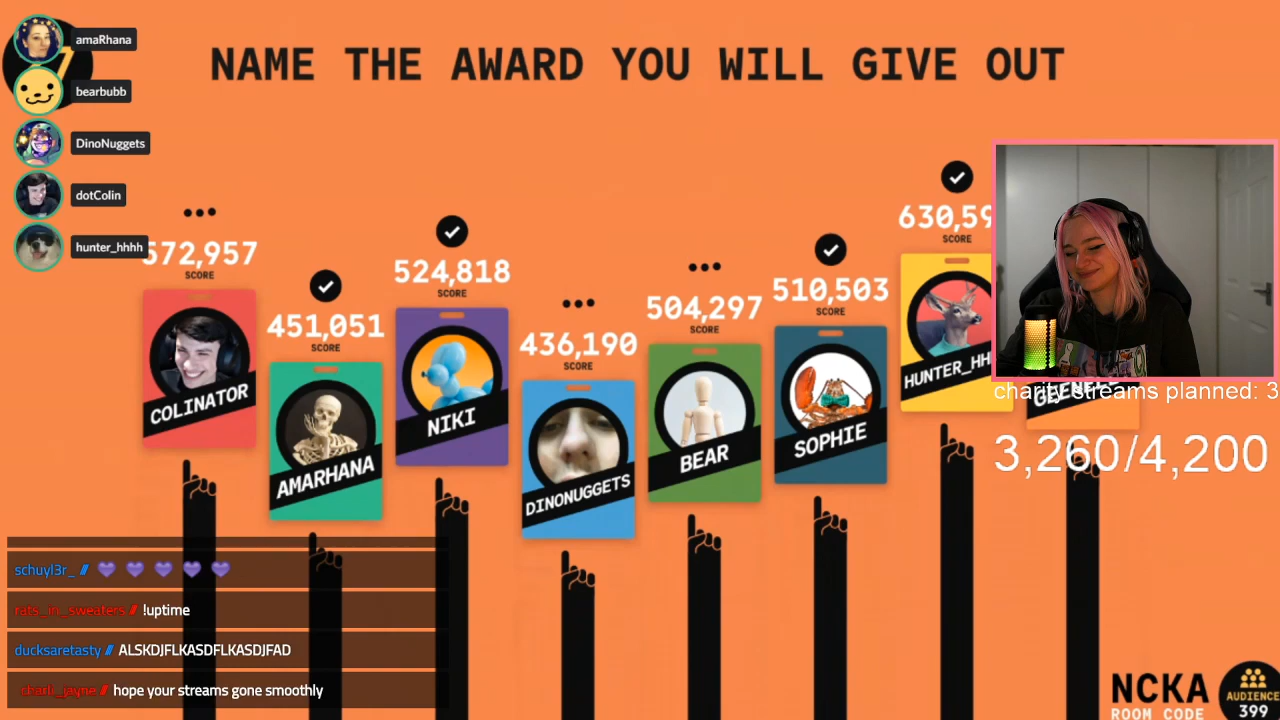 NAME THE AWARD YOU WILL GIVE OUT
7
amaRhana
bearbubb
DinoNuggets
dotColin
hunter_hhhh
572,957
SCORE
COLINATOR
451,051
SCORE
AMARHANA
524,818
SCORE
NIKI
436,190
SCORE
DINONUGGETS
504,297
SCORE
BEAR
510,503
SCORE
SOPHIE
630,59
SCORE
HUNTER_HH
charity streams planned: 3
3,260/4,200
schuyl3r_ // 💜 💜 💜 💜 💜
rats_in_sweaters // !uptime
ducksaretasty // ALSKDJFLKASDFLKASDJFAD
charli_jayne // hope your streams gone smoothly
NCKA
ROOM CODE
AUDIENCE
399